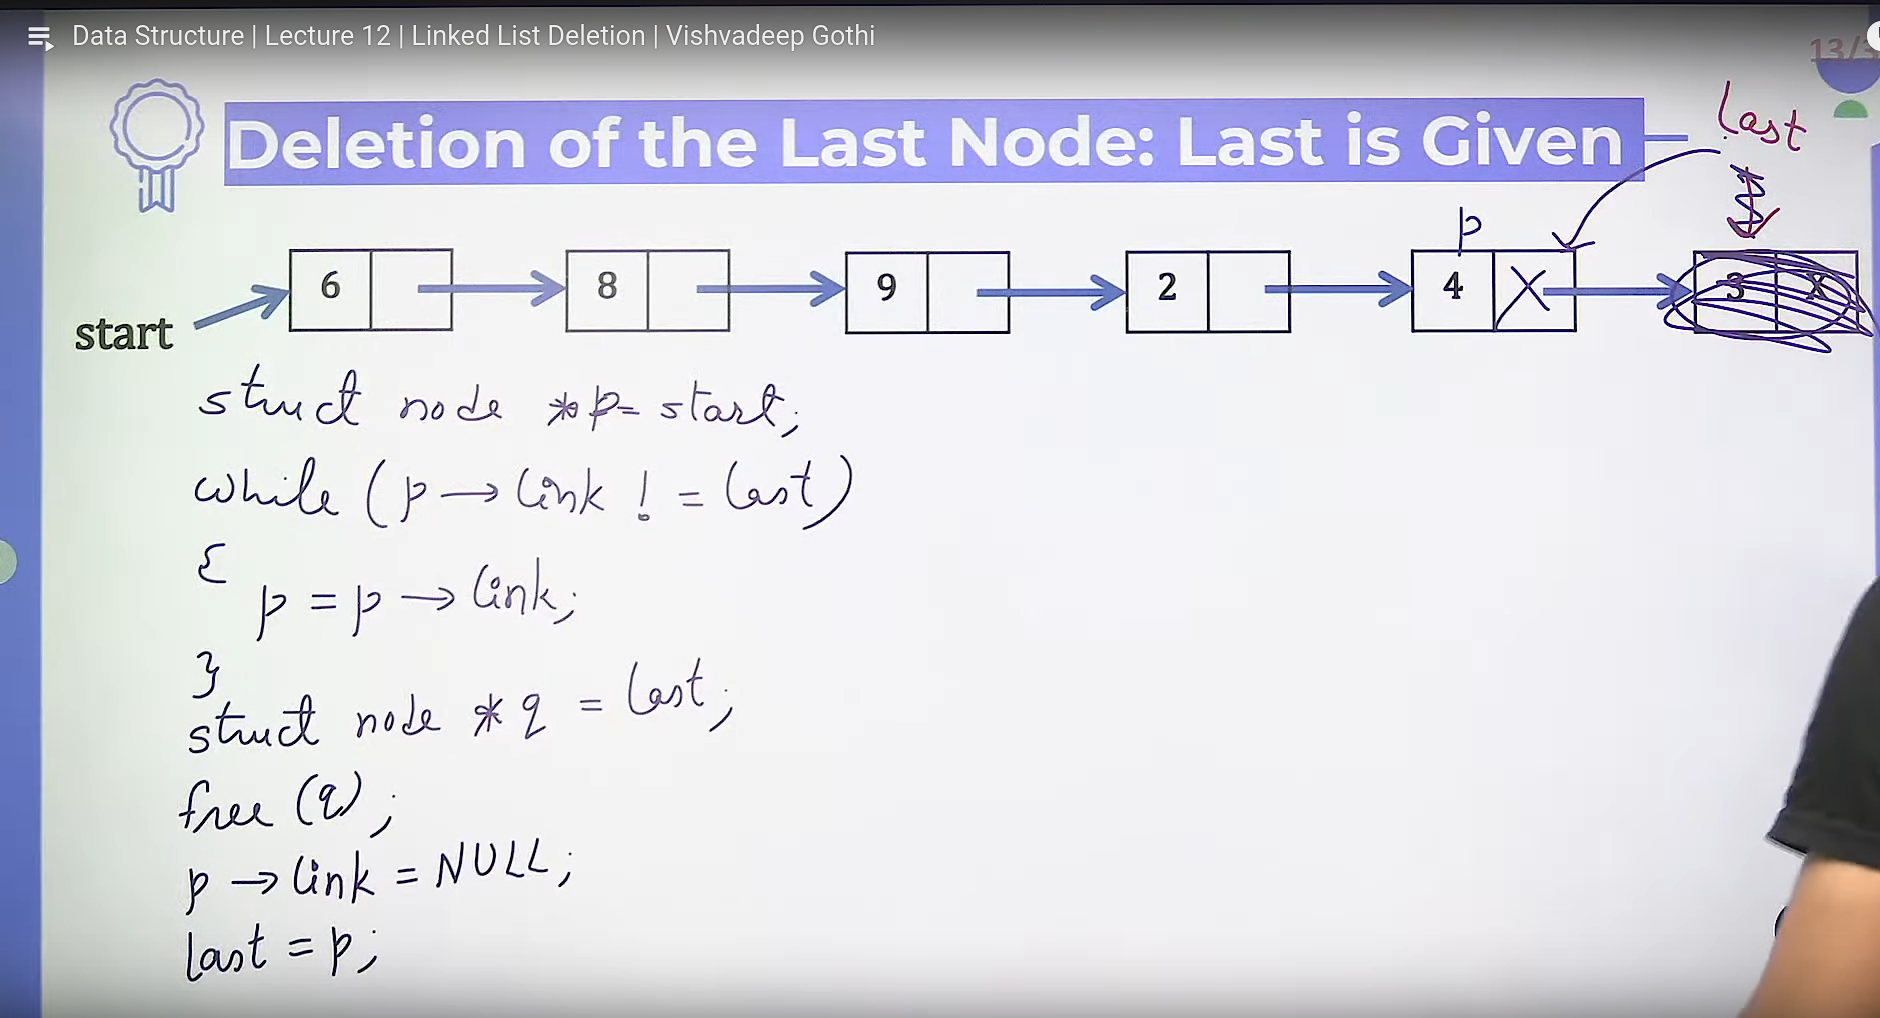 Data Structure | Lecture 12 | Linked List Deletion | Vishvadeep Gothi
13/3
Deletion of the Last Node: Last is Given
last
p
start
6
8
9
2
4 X
3 X
struct node *p= start;
while (p → link != last)
{
p = p → link;
}
struct node *q = last;
free (q);
p → link = NULL;
last = p;